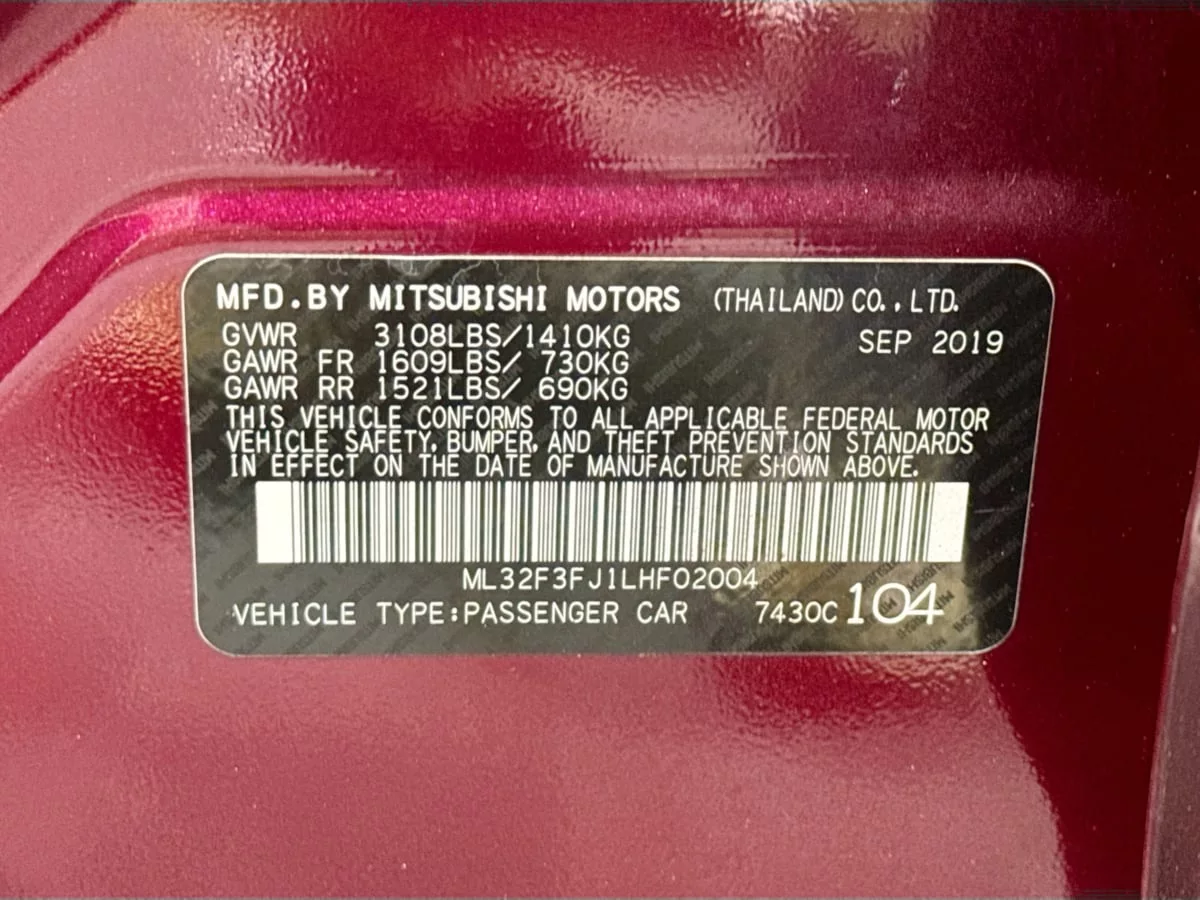 MFD.BY MITSUBISHI MOTORS (THAILAND) CO., LTD.
GVWR 3108LBS/1410KG SEP 2019
GAWR FR 1609LBS/ 730KG
GAWR RR 1521LBS/ 690KG
THIS VEHICLE CONFORMS TO ALL APPLICABLE FEDERAL MOTOR
VEHICLE SAFETY, BUMPER, AND THEFT PREVENTION STANDARDS
IN EFFECT ON THE DATE OF MANUFACTURE SHOWN ABOVE.
ML32F3FJ1LHF02004
VEHICLE TYPE:PASSENGER CAR 7430C 104